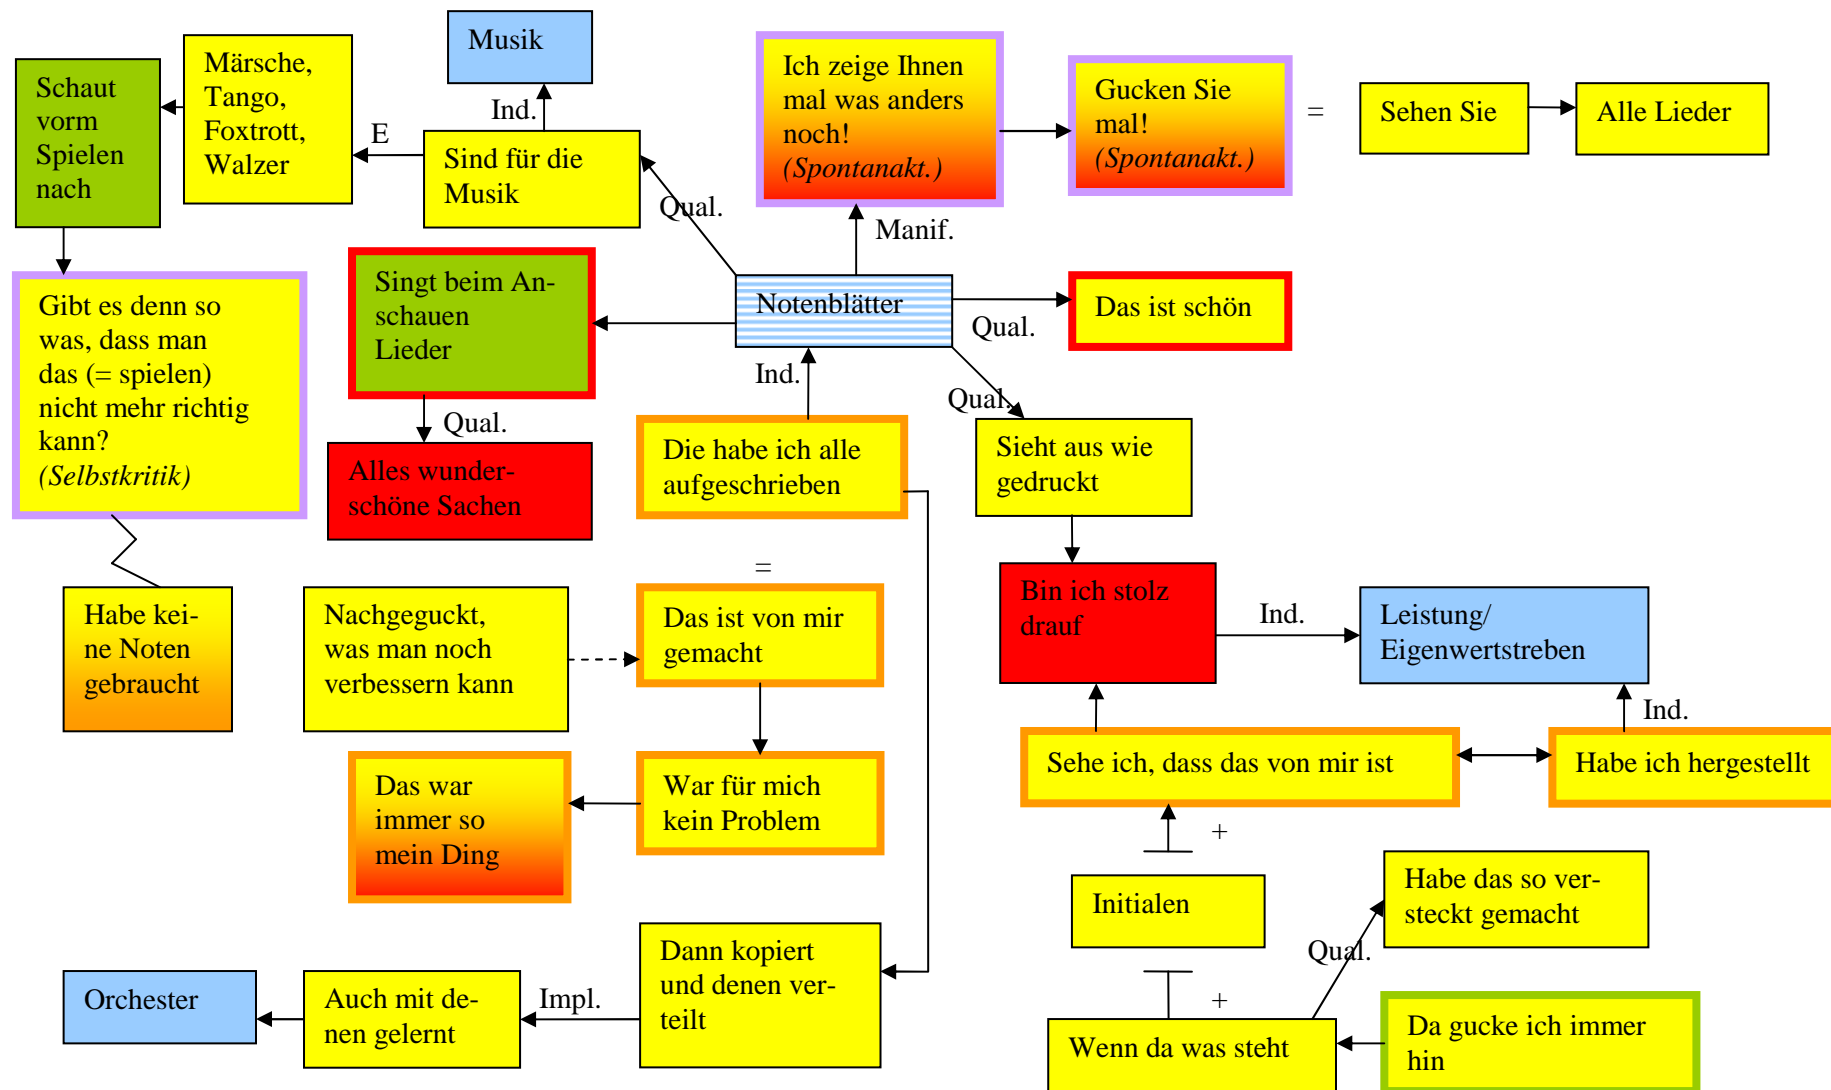 Musik
Schaut
vorm
Spielen
nach
Märsche,
Tango,
Foxtrott,
Walzer
E
Ind.
Sind für die
Musik
Qual.
Ich zeige Ihnen
mal was anders
noch!
(Spontanakt.)
Gucken Sie
mal!
(Spontanakt.)
=
Sehen Sie
Alle Lieder
Manif.
Gibt es denn so
was, dass man
das (= spielen)
nicht mehr richtig
kann?
(Selbstkritik)
Singt beim An-
schauen
Lieder
Notenblätter
Qual.
Das ist schön
Qual.
Alles wunder-
schöne Sachen
Ind.
Die habe ich alle
aufgeschrieben
Qual.
Sieht aus wie
gedruckt
Habe kei-
ne Noten
gebraucht
Nachgeguckt,
was man noch
verbessern kann
=
Das ist von mir
gemacht
Bin ich stolz
drauf
Ind.
Leistung/
Eigenwertstreben
Ind.
Das war
immer so
mein Ding
War für mich
kein Problem
Sehe ich, dass das von mir ist
Habe ich hergestellt
+
Initialen
Habe das so ver-
steckt gemacht
Qual.
+
Orchester
Auch mit de-
nen gelernt
Impl.
Dann kopiert
und denen ver-
teilt
Wenn da was steht
Da gucke ich immer
hin